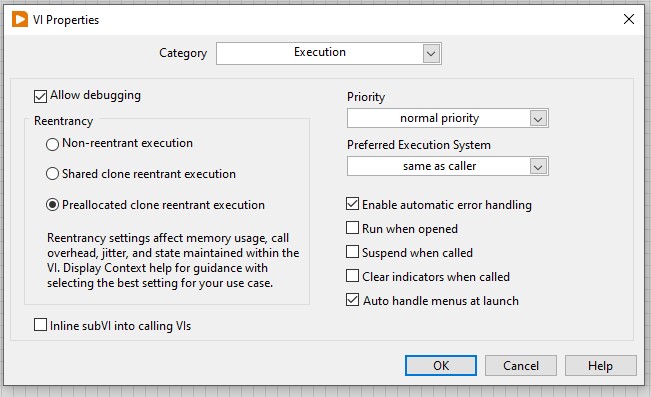 VI Properties
Category
Execution
Allow debugging
Reentrancy
Non-reentrant execution
Shared clone reentrant execution
Preallocated clone reentrant execution
Reentrancy settings affect memory usage, call
overhead, jitter, and state maintained within the
VI. Display Context help for guidance with
selecting the best setting for your use case.
Inline subVI into calling VIs
Priority
normal priority
Preferred Execution System
same as caller
Enable automatic error handling
Run when opened
Suspend when called
Clear indicators when called
Auto handle menus at launch
OK
Cancel
Help